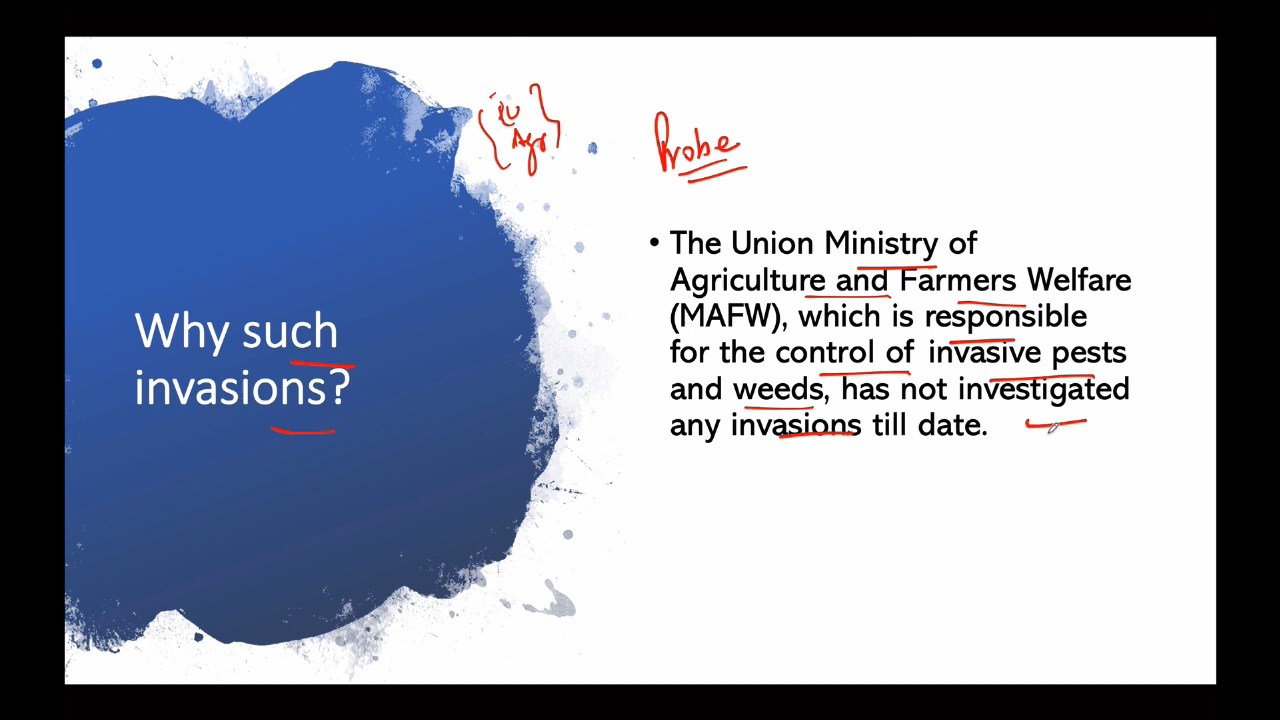 Why such
invasions?
Agr
Probe
• The Union Ministry of
Agriculture and Farmers Welfare
(MAFW), which is responsible
for the control of invasive pests
and weeds, has not investigated
any invasions till date.